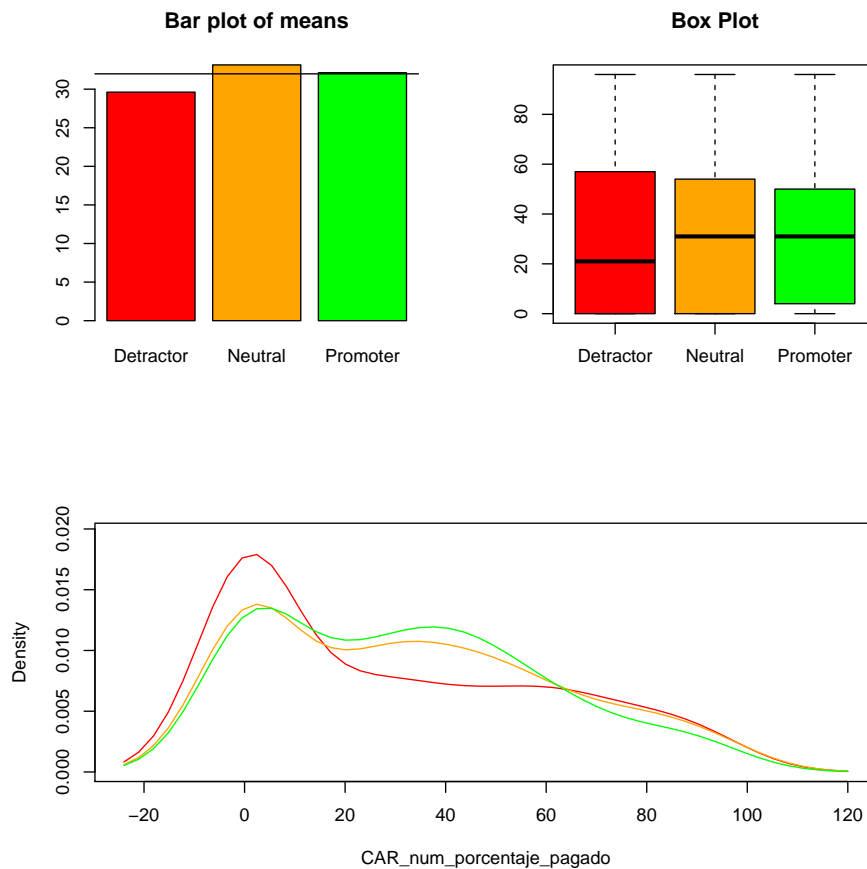 Bar plot of means
30
25
20
15
10
5
0
Detractor Neutral Promoter
Box Plot
80
60
40
20
0
Detractor Neutral Promoter
0.020
0.015
0.010
0.005
0.000
Density
−20 0 20 40 60 80 100 120
CAR_num_porcentaje_pagado